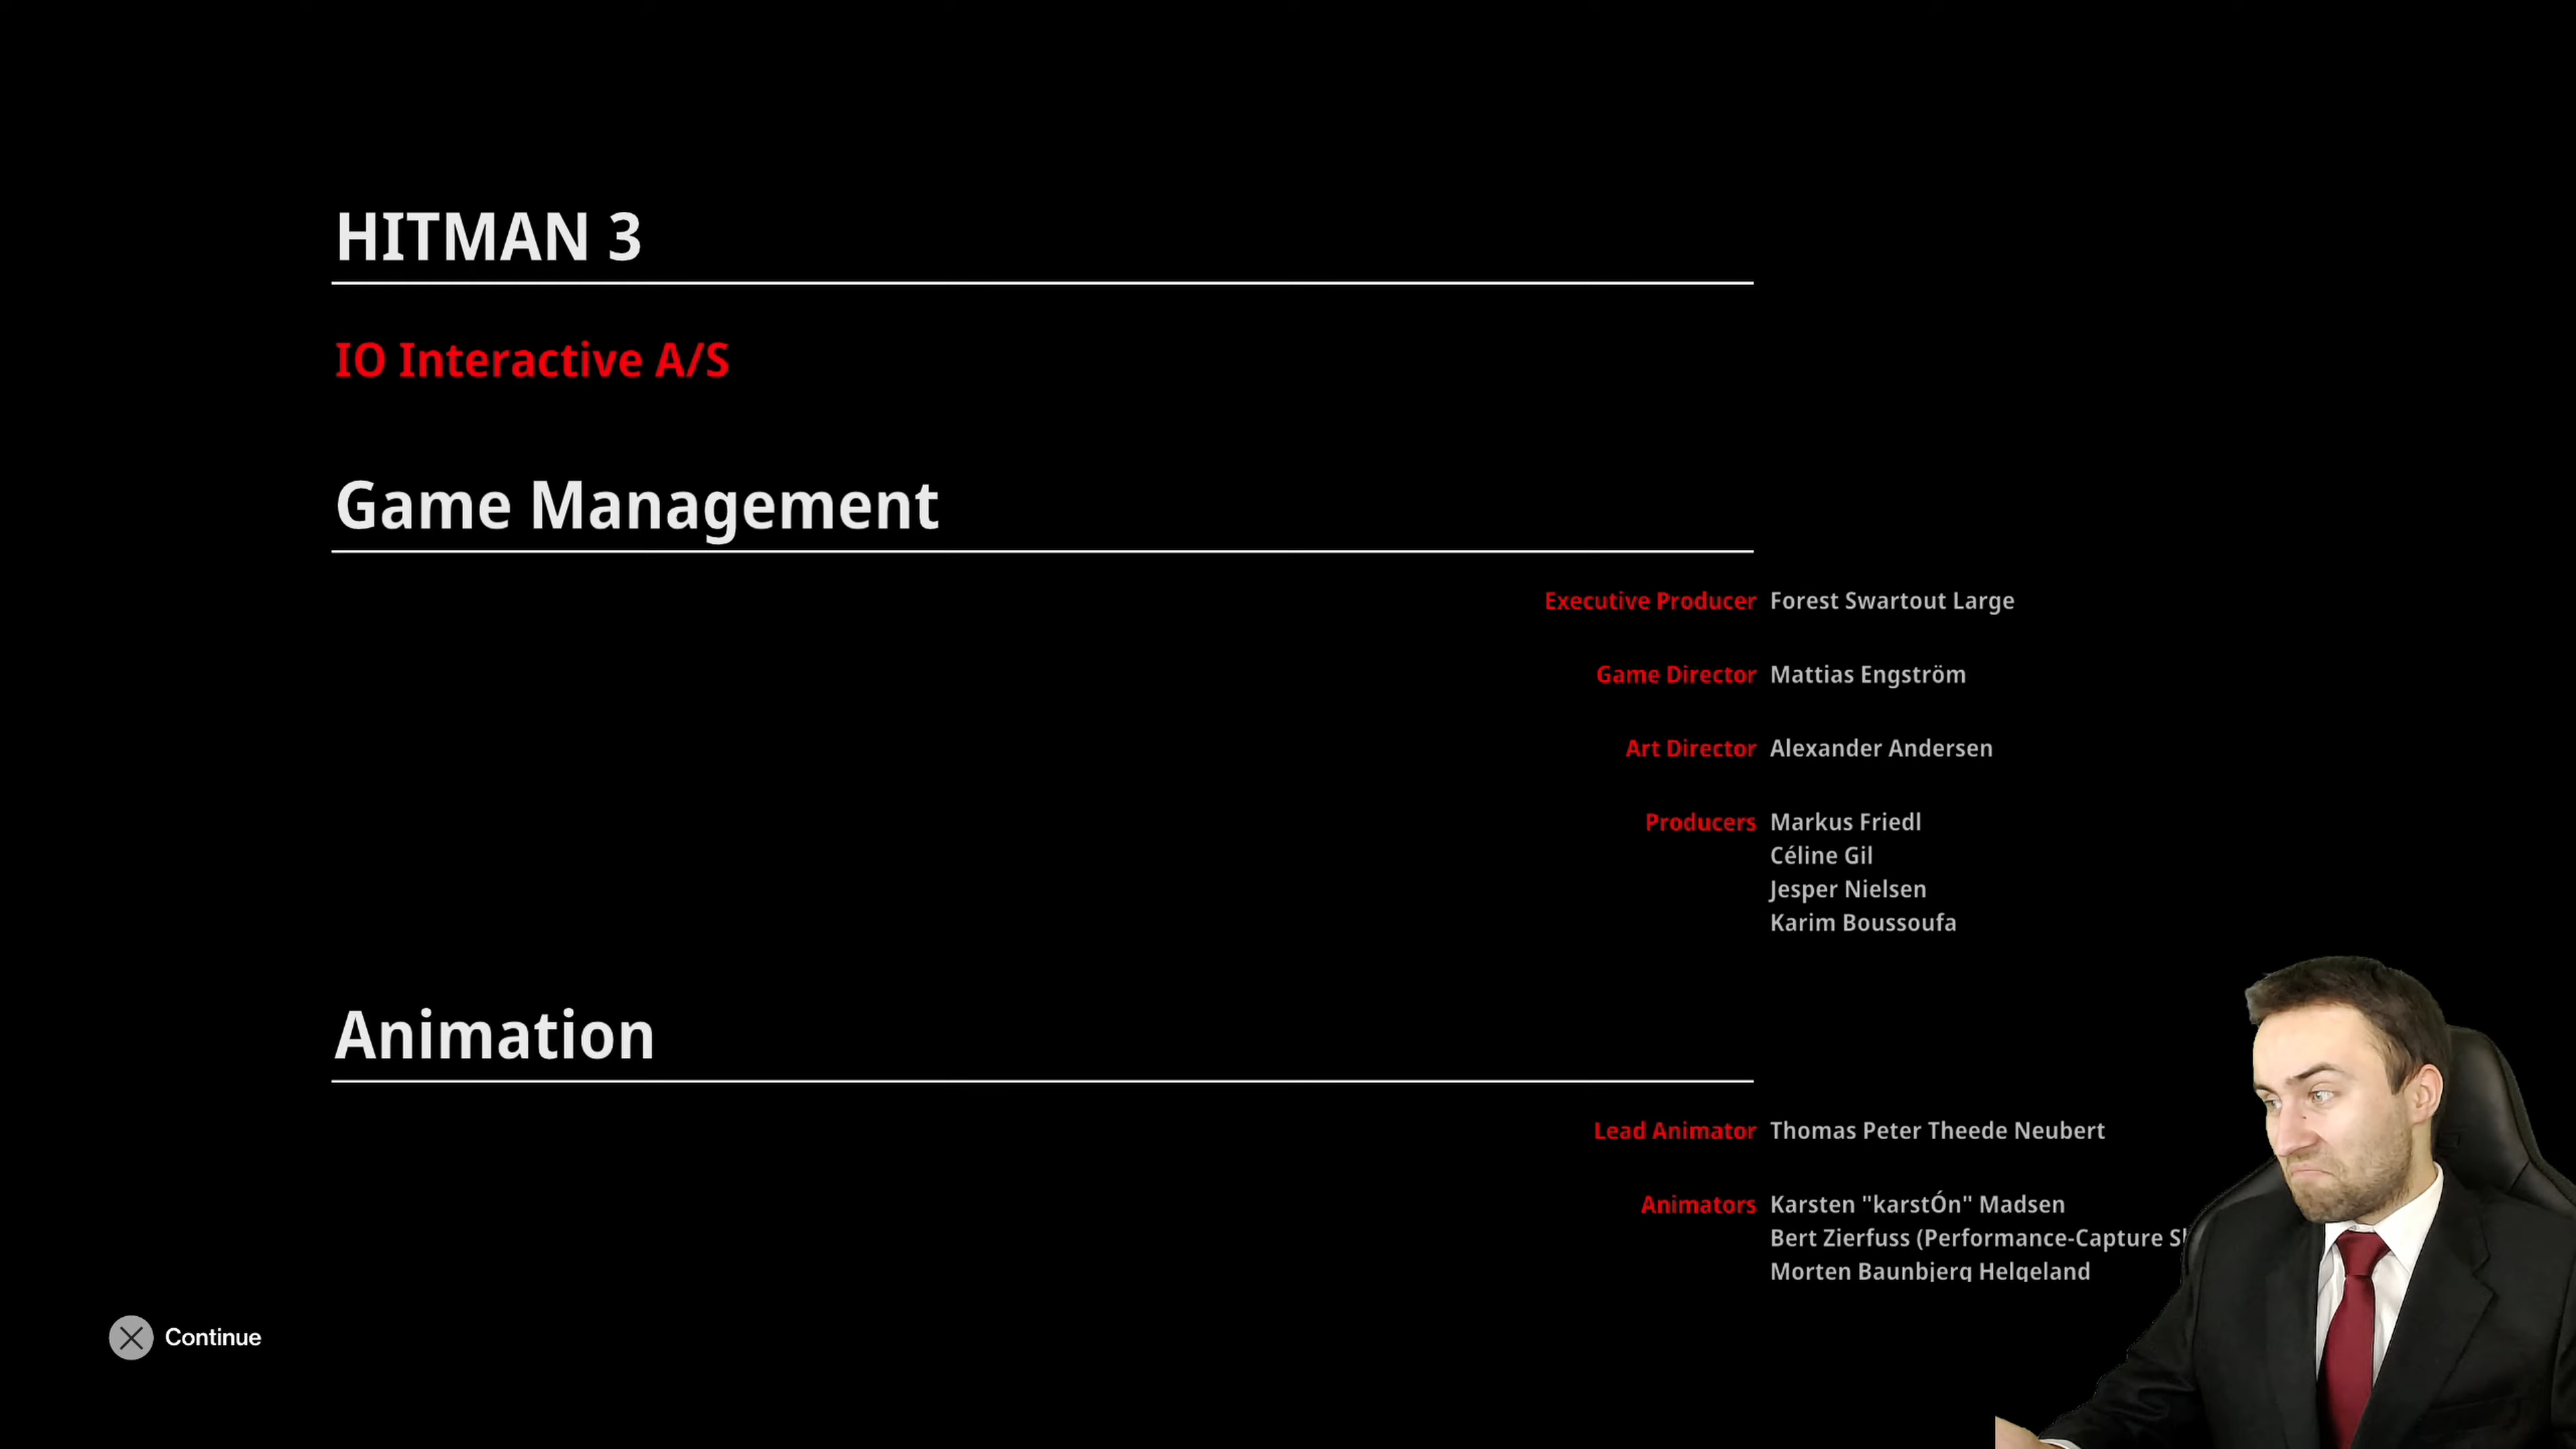 HITMAN 3
IO Interactive A/S
Game Management
Executive Producer Forest Swartout Large
Game Director Mattias Engström
Art Director Alexander Andersen
Producers Markus Friedl
Céline Gil
Jesper Nielsen
Karim Boussoufa
Animation
Lead Animator Thomas Peter Theede Neubert
Animators Karsten "karstÓn" Madsen
Bert Zierfuss (Performance-Capture
Morten Baunbjerg Helgeland
Continue